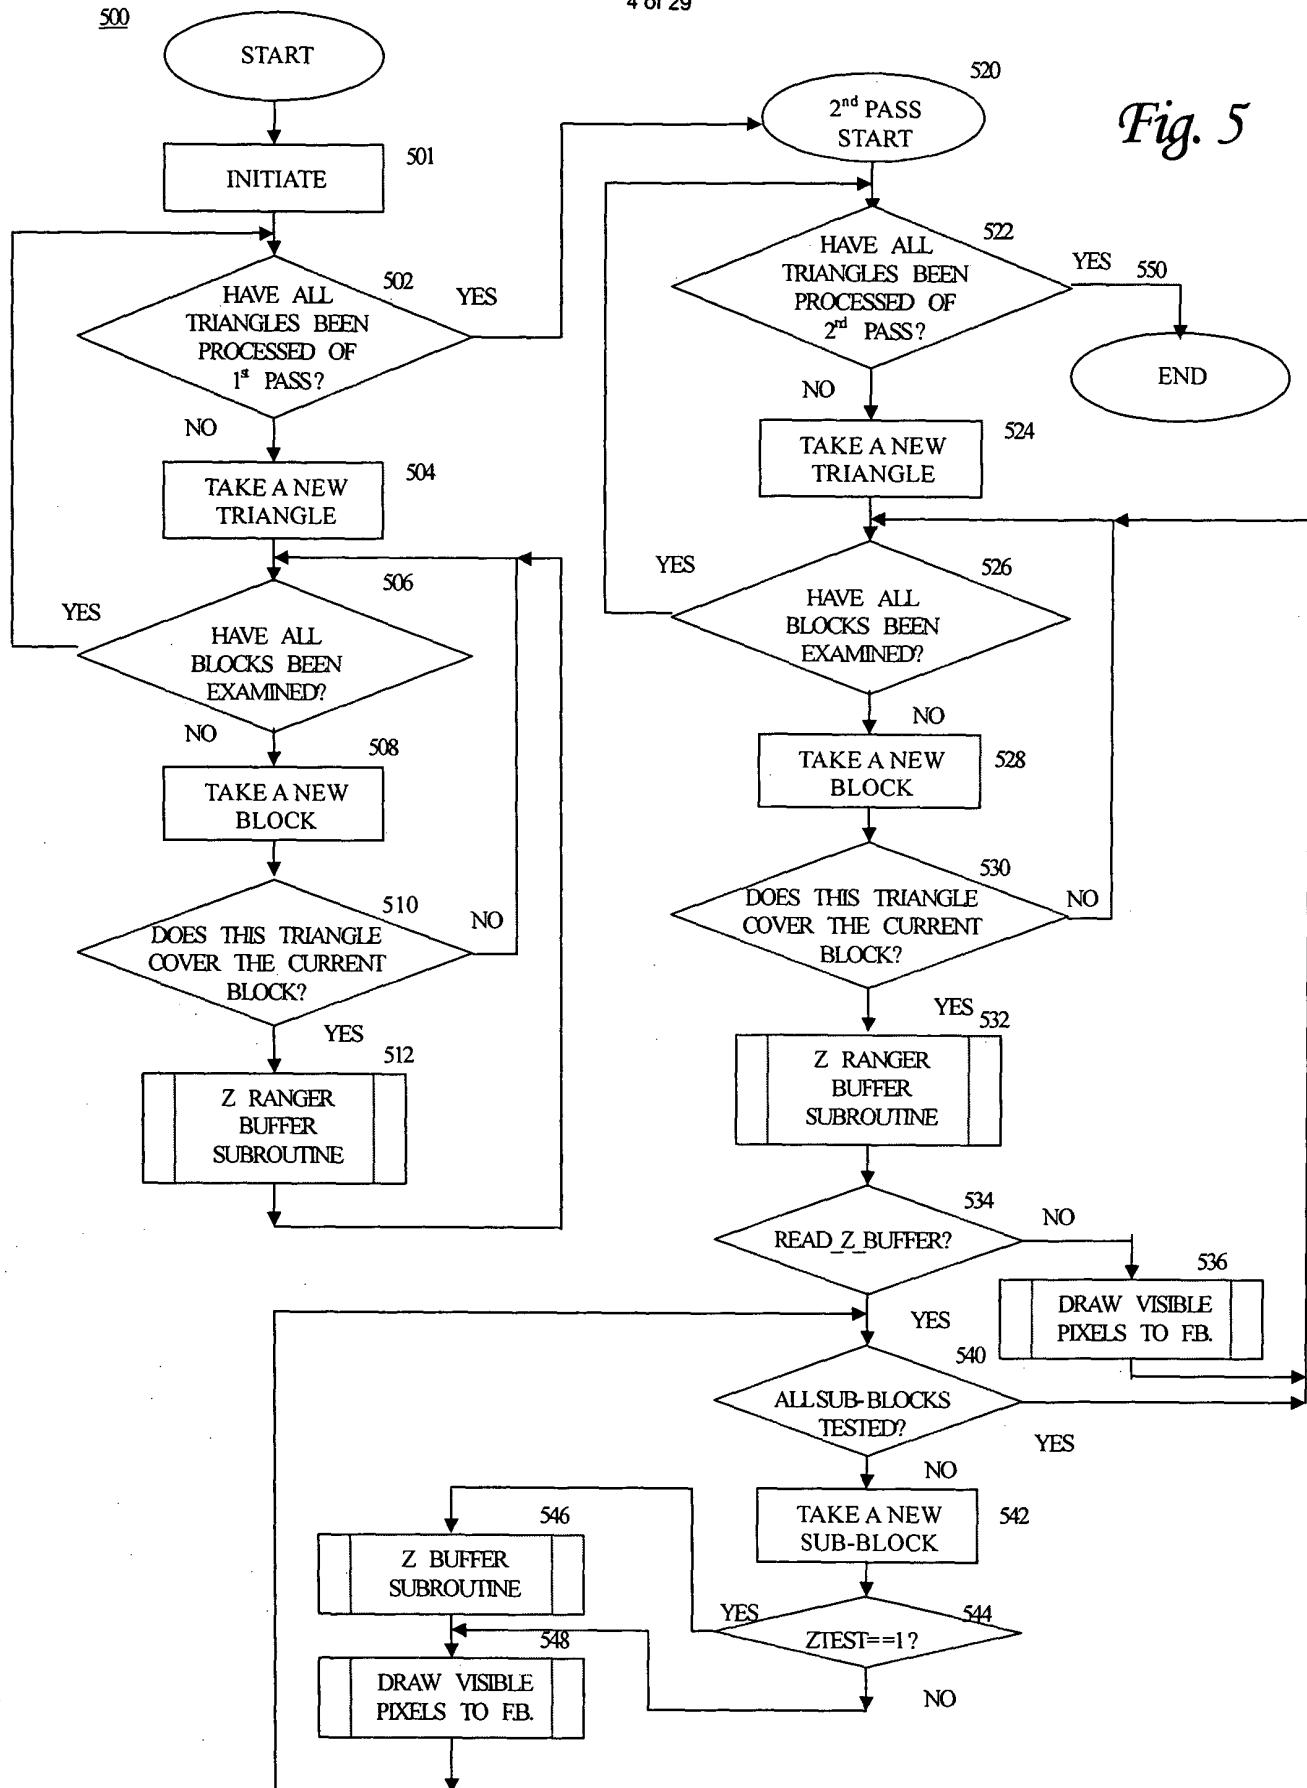 4 of 29
500
START
520
2nd PASS
START
Fig. 5
501
INITIATE
502
HAVE ALL
TRIANGLES BEEN
PROCESSED OF
1st PASS?
YES
522
HAVE ALL
TRIANGLES BEEN
PROCESSED OF
2nd PASS?
YES
550
END
NO
NO
504
TAKE A NEW
TRIANGLE
524
TAKE A NEW
TRIANGLE
506
YES
HAVE ALL
BLOCKS BEEN
EXAMINED?
YES
526
HAVE ALL
BLOCKS BEEN
EXAMINED?
NO
NO
508
TAKE A NEW
BLOCK
528
TAKE A NEW
BLOCK
510
NO
DOES THIS TRIANGLE
COVER THE CURRENT
BLOCK?
530
NO
DOES THIS TRIANGLE
COVER THE CURRENT
BLOCK?
YES
YES
512
Z RANGER
BUFFER
SUBROUTINE
532
Z RANGER
BUFFER
SUBROUTINE
534
READ_Z_BUFFER?
NO
536
DRAW VISIBLE
PIXELS TO F.B.
YES
540
ALL SUB-BLOCKS
TESTED?
YES
NO
542
TAKE A NEW
SUB-BLOCK
546
Z BUFFER
SUBROUTINE
YES
544
ZTEST==1?
548
DRAW VISIBLE
PIXELS TO F.B.
NO